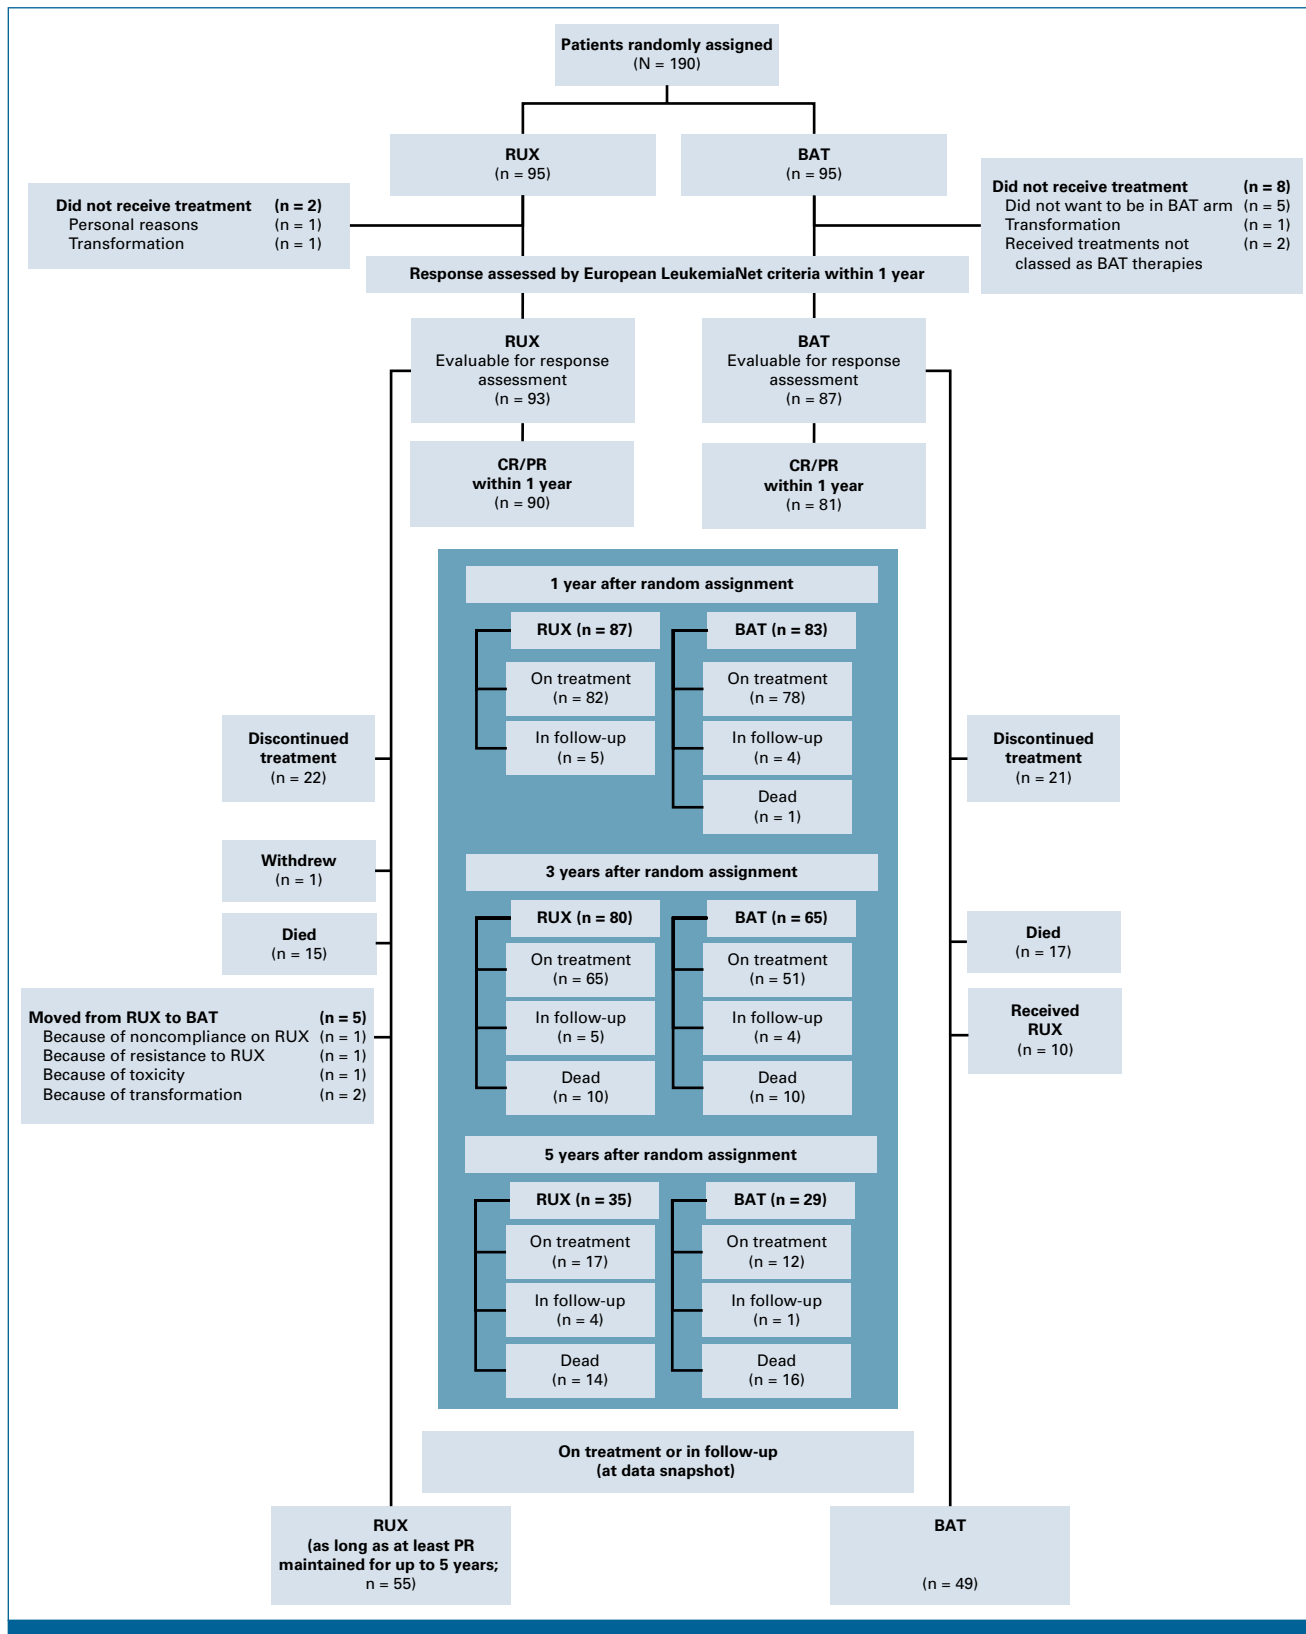 Patients randomly assigned
(N = 190)
RUX
(n = 95)
BAT
(n = 95)
Did not receive treatment (n = 2)
Personal reasons (n = 1)
Transformation (n = 1)
Did not receive treatment (n = 8)
Did not want to be in BAT arm (n = 5)
Transformation (n = 1)
Received treatments not (n = 2)
classed as BAT therapies
Response assessed by European LeukemiaNet criteria within 1 year
RUX
Evaluable for response
assessment
(n = 93)
BAT
Evaluable for response
assessment
(n = 87)
CR/PR
within 1 year
(n = 90)
CR/PR
within 1 year
(n = 81)
1 year after random assignment
RUX (n = 87)
On treatment
(n = 82)
In follow-up
(n = 5)
BAT (n = 83)
On treatment
(n = 78)
In follow-up
(n = 4)
Dead
(n = 1)
Discontinued
treatment
(n = 22)
Discontinued
treatment
(n = 21)
Withdrew
(n = 1)
Died
(n = 15)
Died
(n = 17)
Moved from RUX to BAT (n = 5)
Because of noncompliance on RUX (n = 1)
Because of resistance to RUX (n = 1)
Because of toxicity (n = 1)
Because of transformation (n = 2)
Received
RUX
(n = 10)
3 years after random assignment
RUX (n = 80)
On treatment
(n = 65)
In follow-up
(n = 5)
Dead
(n = 10)
BAT (n = 65)
On treatment
(n = 51)
In follow-up
(n = 4)
Dead
(n = 10)
5 years after random assignment
RUX (n = 35)
On treatment
(n = 17)
In follow-up
(n = 4)
Dead
(n = 14)
BAT (n = 29)
On treatment
(n = 12)
In follow-up
(n = 1)
Dead
(n = 16)
On treatment or in follow-up
(at data snapshot)
RUX
(as long as at least PR
maintained for up to 5 years;
n = 55)
BAT
(n = 49)